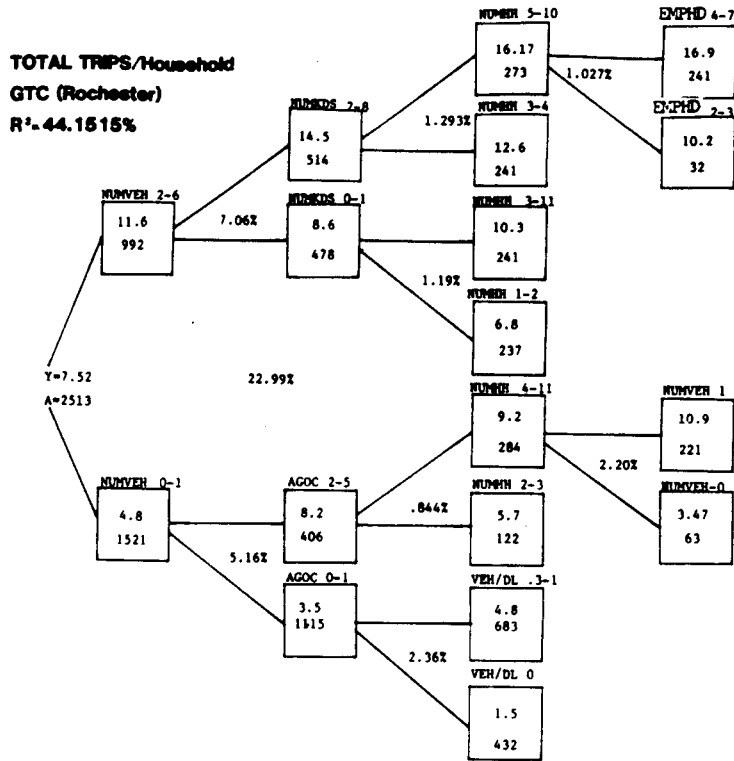 TOTAL TRIPS/Household
GTC (Rochester)
R²=44.1515%
NUMHH 5-10
16.17
273
EMPHD 4-7
16.9
241
1.027%
EMPHD 2-3
10.2
32
NUMKDS 2-8
14.5
514
1.293%
NUMHH 3-4
12.6
241
NUMVEH 2-6
11.6
992
7.06%
NUMKDS 0-1
8.6
478
NUMHH 3-11
10.3
241
1.19%
NUMHH 1-2
6.8
237
Y=7.52
A=2513
22.99%
NUMHH 4-11
9.2
284
NUMVEH 1
10.9
221
2.20%
NUMVEH-0
3.47
63
NUMVEH 0-1
4.8
1521
AGOC 2-5
8.2
406
.844%
NUMHH 2-3
5.7
122
5.16%
AGOC 0-1
3.5
1115
VEH/DL .3-1
4.8
683
2.36%
VEH/DL 0
1.5
432